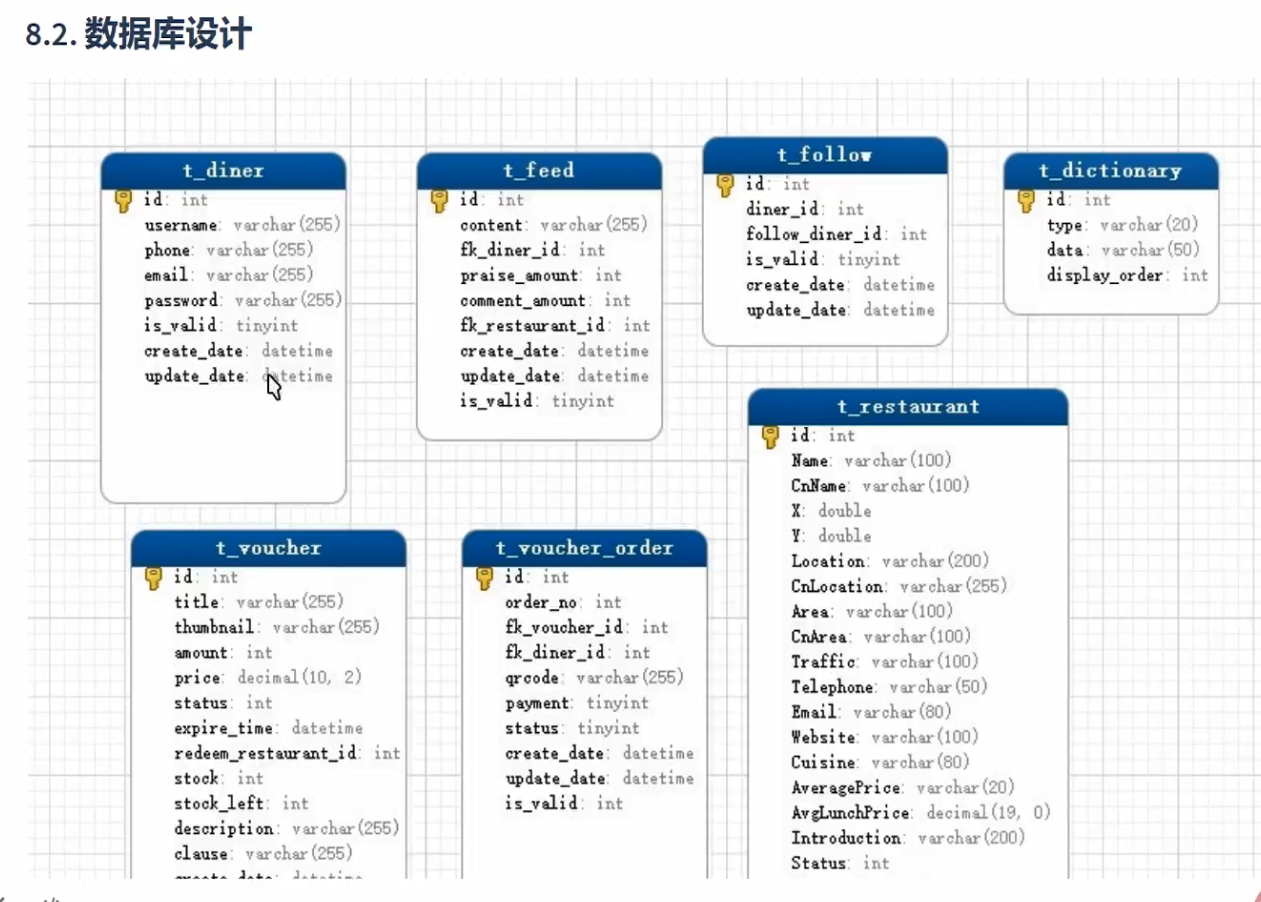 8.2. 数据库设计
t_diner
id: int
username: varchar(255)
phone: varchar(255)
email: varchar(255)
password: varchar(255)
is_valid: tinyint
create_date: datetime
update_date: datetime
t_feed
id: int
content: varchar(255)
fk_diner_id: int
praise_amount: int
comment_amount: int
fk_restaurant_id: int
create_date: datetime
update_date: datetime
is_valid: tinyint
t_follow
id: int
diner_id: int
follow_diner_id: int
is_valid: tinyint
create_date: datetime
update_date: datetime
t_dictionary
id: int
type: varchar(20)
data: varchar(50)
display_order: int
t_voucher
id: int
title: varchar(255)
thumbnail: varchar(255)
amount: int
price: decimal(10, 2)
status: int
expire_time: datetime
redeem_restaurant_id: int
stock: int
stock_left: int
description: varchar(255)
clause: varchar(255)
create_date: datetime
t_voucher_order
id: int
order_no: int
fk_voucher_id: int
fk_diner_id: int
qrcode: varchar(255)
payment: tinyint
status: tinyint
create_date: datetime
update_date: datetime
is_valid: int
t_restaurant
id: int
Name: varchar(100)
CnName: varchar(100)
X: double
Y: double
Location: varchar(200)
CnLocation: varchar(255)
Area: varchar(100)
CnArea: varchar(100)
Traffic: varchar(100)
Telephone: varchar(50)
Email: varchar(80)
Website: varchar(100)
Cuisine: varchar(80)
AveragePrice: varchar(20)
AvgLunchPrice: decimal(19, 0)
Introduction: varchar(200)
Status: int